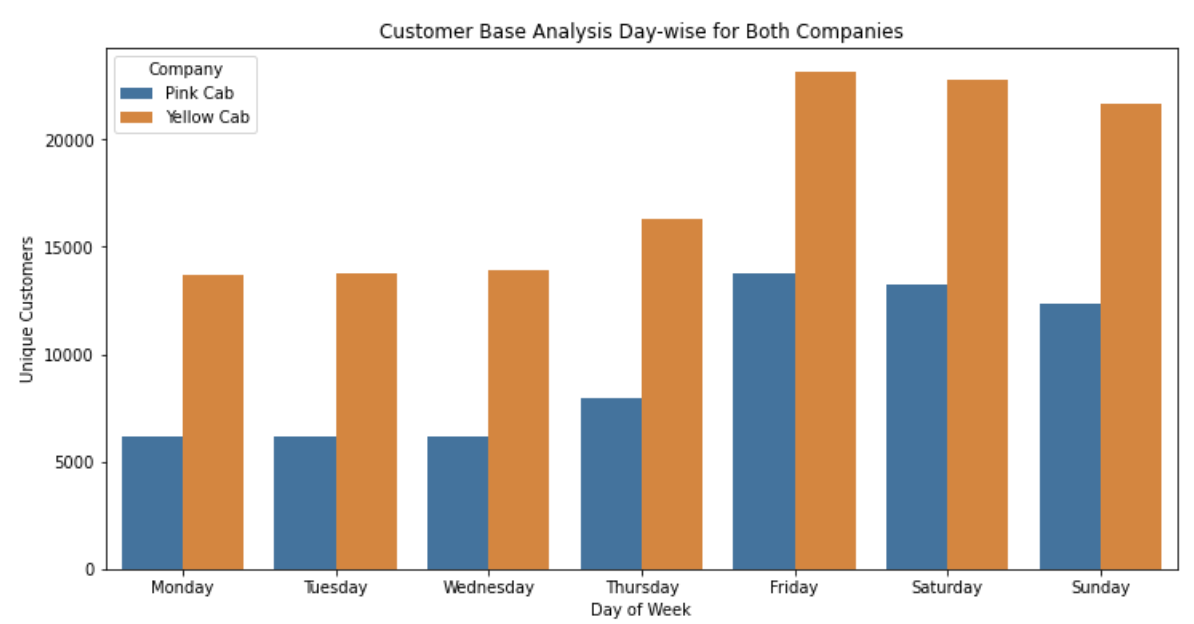 Customer Base Analysis Day-wise for Both Companies
Company
Pink Cab
Yellow Cab
Unique Customers
20000
15000
10000
5000
0
Monday Tuesday Wednesday Thursday Friday Saturday Sunday
Day of Week